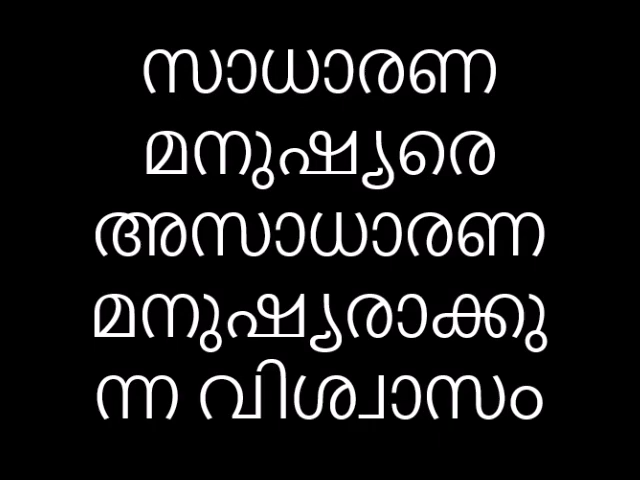 സാധാരണ
മനുഷ്യരെ
അസാധാരണ
മനുഷ്യരാക്കു
ന്ന വിശ്വാസം